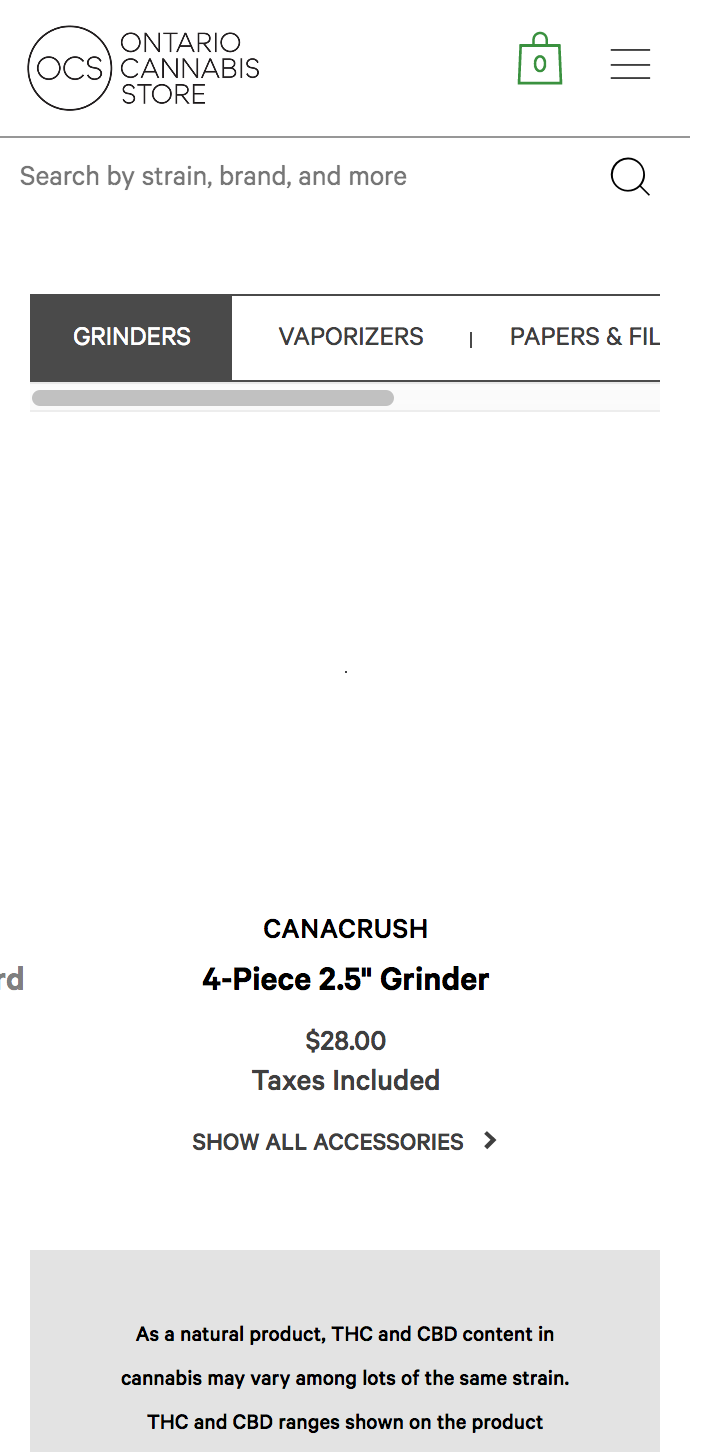 OCS
ONTARIO
CANNABIS
STORE
0
Search by strain, brand, and more
GRINDERS VAPORIZERS | PAPERS & FIL
CANACRUSH
rd
4-Piece 2.5" Grinder
$28.00
Taxes Included
SHOW ALL ACCESSORIES
As a natural product, THC and CBD content in
cannabis may vary among lots of the same strain.
THC and CBD ranges shown on the product